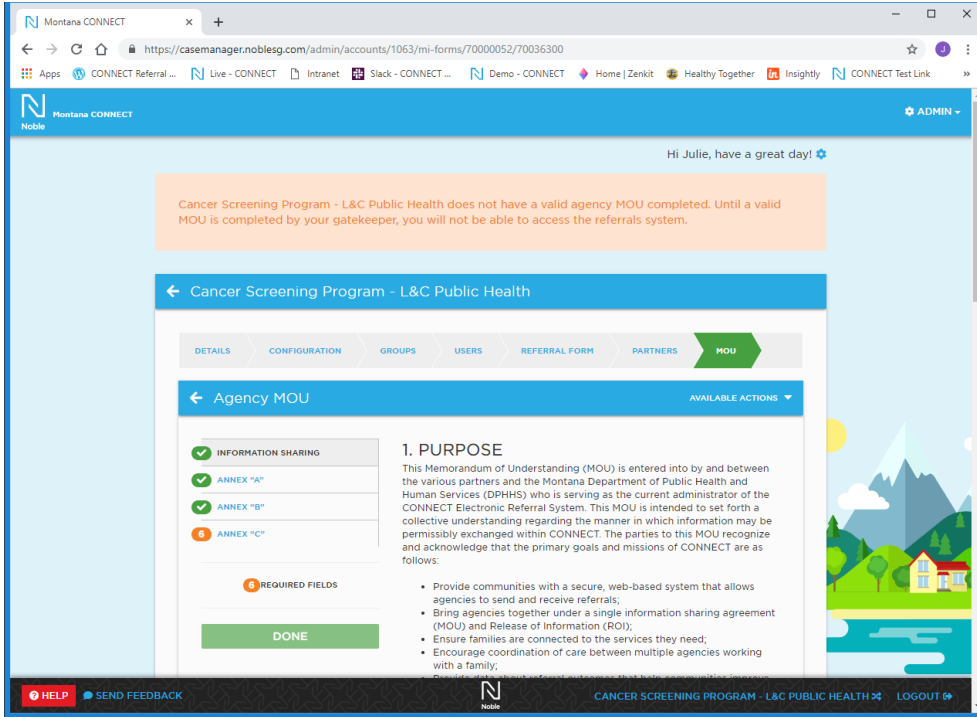 Montana CONNECT
https://casemanager.noblesg.com/admin/accounts/1063/mi-forms/70000052/70036300
J
Apps CONNECT Referral ... Live - CONNECT Intranet Slack - CONNECT ... Demo - CONNECT Home | Zenkit Healthy Together Insightly CONNECT Test Link »
Noble Montana CONNECT
ADMIN
Hi Julie, have a great day!
Cancer Screening Program - L&C Public Health does not have a valid agency MOU completed. Until a valid
MOU is completed by your gatekeeper, you will not be able to access the referrals system.
Cancer Screening Program - L&C Public Health
DETAILS CONFIGURATION GROUPS USERS REFERRAL FORM PARTNERS MOU
Agency MOU
AVAILABLE ACTIONS
INFORMATION SHARING
ANNEX "A"
ANNEX "B"
6 ANNEX "C"
6 REQUIRED FIELDS
DONE
1. PURPOSE
This Memorandum of Understanding (MOU) is entered into by and between
the various partners and the Montana Department of Public Health and
Human Services (DPHHS) who is serving as the current administrator of the
CONNECT Electronic Referral System. This MOU is intended to set forth a
collective understanding regarding the manner in which information may be
permissibly exchanged within CONNECT. The parties to this MOU recognize
and acknowledge that the primary goals and missions of CONNECT are as
follows:
• Provide communities with a secure, web-based system that allows
agencies to send and receive referrals;
• Bring agencies together under a single information sharing agreement
(MOU) and Release of Information (ROI);
• Ensure families are connected to the services they need;
• Encourage coordination of care between multiple agencies working
with a family;
• Provide data about referral outcomes that help communities improve
HELP SEND FEEDBACK
Noble
CANCER SCREENING PROGRAM - L&C PUBLIC HEALTH LOGOUT